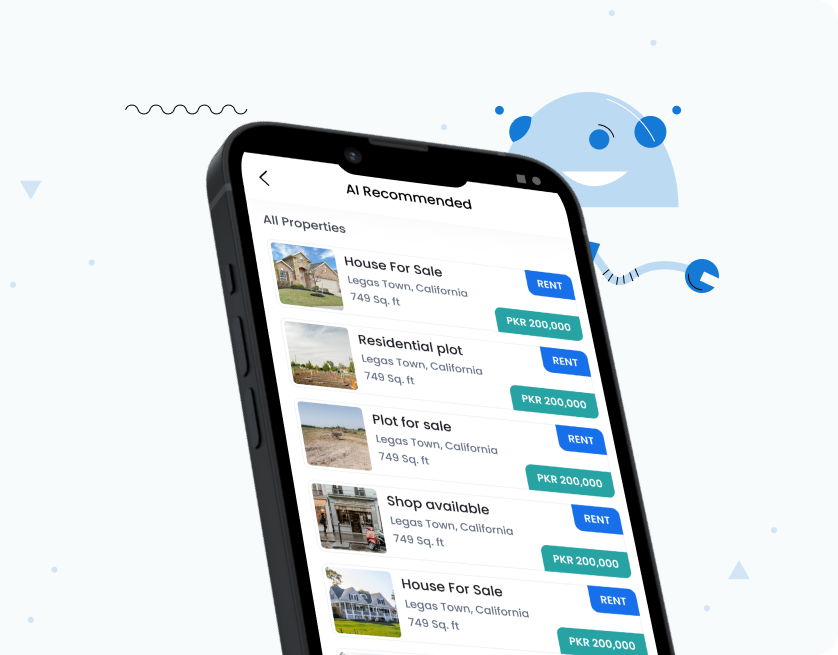 AI Recommended
All Properties
House For Sale
RENT
Legas Town, California
749 Sq. ft
PKR 200,000
Residential plot
RENT
Legas Town, California
749 Sq. ft
PKR 200,000
Plot for sale
RENT
Legas Town, California
749 Sq. ft
PKR 200,000
Shop available
RENT
Legas Town, California
749 Sq. ft
PKR 200,000
House For Sale
RENT
Legas Town, California
749 Sq. ft
PKR 200,000